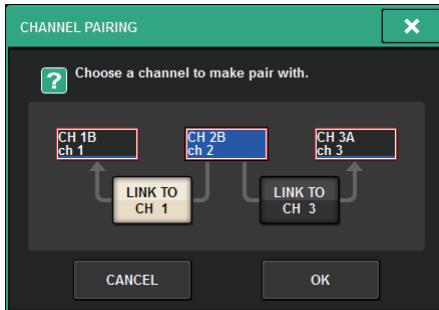 CHANNEL PAIRING
?
Choose a channel to make pair with.
CH 1B
ch 1
CH 2B
ch 2
CH 3A
ch 3
LINK TO
CH 1
LINK TO
CH 3
CANCEL
OK